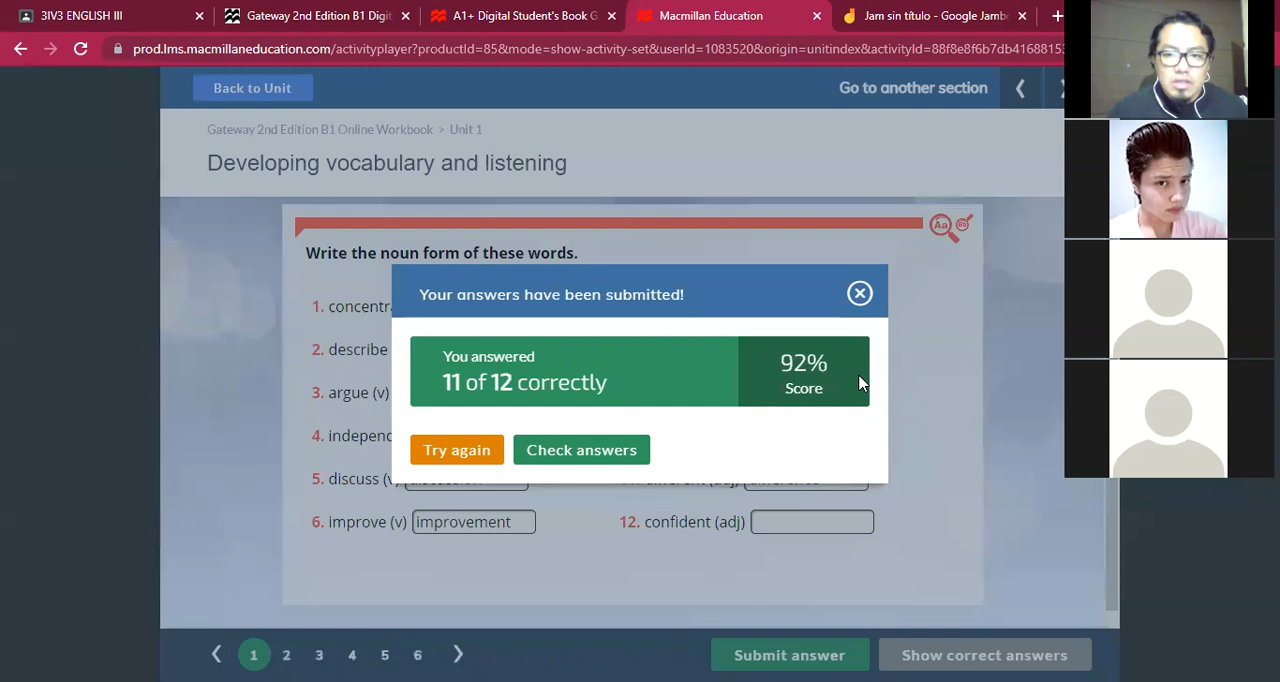 3IV3 ENGLISH III
Gateway 2nd Edition B1 Digit
A1+ Digital Student's Book G
Macmillan Education
Jam sin título - Google Jambo
prod.lms.macmillaneducation.com/activityplayer?productId=85&mode=show-activity-set&userId=1083520&origin=unitindex&activityId=88f8e8f6b7db41688153
Back to Unit
Go to another section
Gateway 2nd Edition B1 Online Workbook > Unit 1
Developing vocabulary and listening
Aa
Write the noun form of these words.
Your answers have been submitted!
1. concentra
2. describe
3. argue (v)
4. independ
5. discuss (v
6. improve (v) improvement
12. confident (adj)
You answered
11 of 12 correctly
92%
Score
Try again
Check answers
1 2 3 4 5 6
Submit answer
Show correct answers